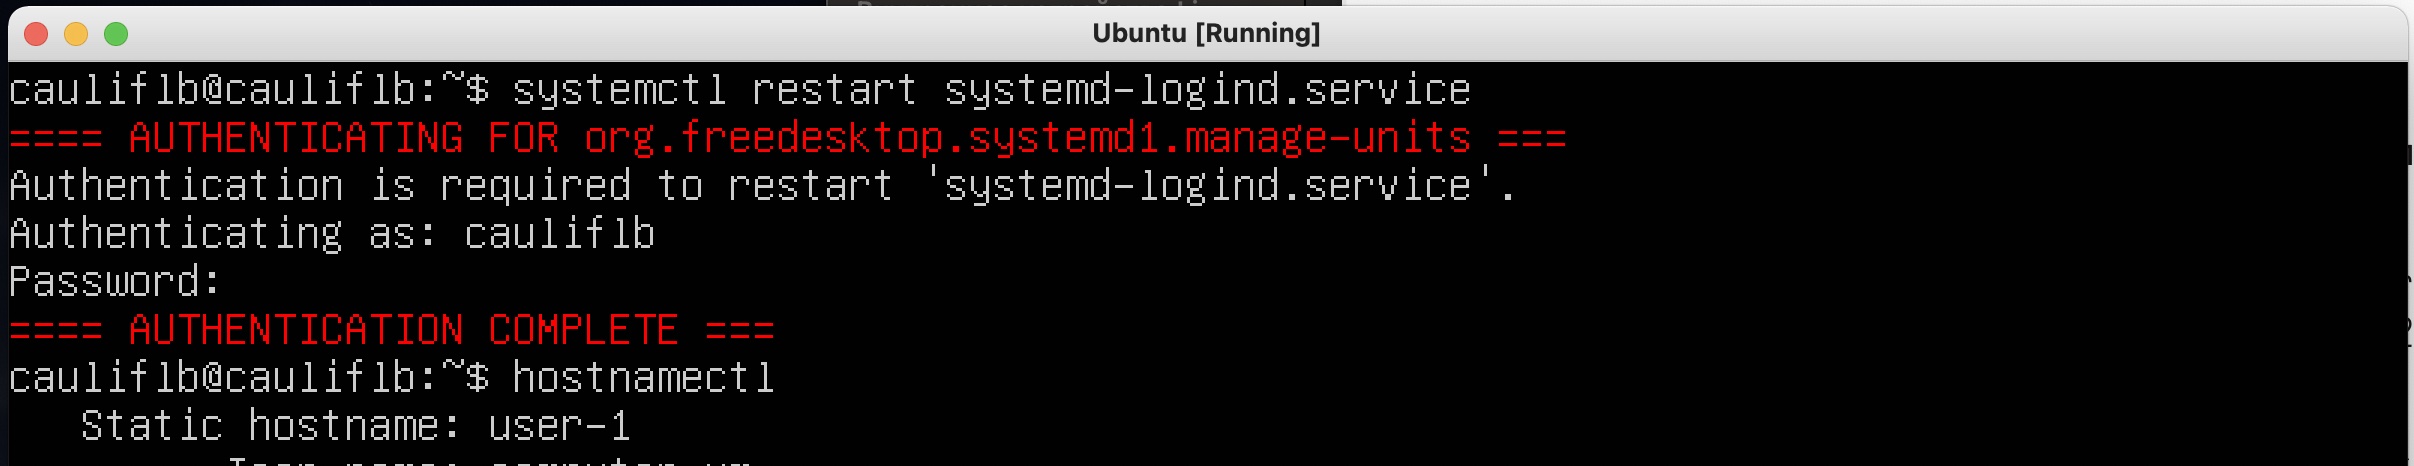 Ubuntu [Running]
cauliflb@cauliflb:~$ systemctl restart systemd-logind.service
==== AUTHENTICATING FOR org.freedesktop.systemd1.manage-units ===
Authentication is required to restart 'systemd-logind.service'.
Authenticating as: cauliflb
Password:
==== AUTHENTICATION COMPLETE ===
cauliflb@cauliflb:~$ hostnamectl
Static hostname: user-1